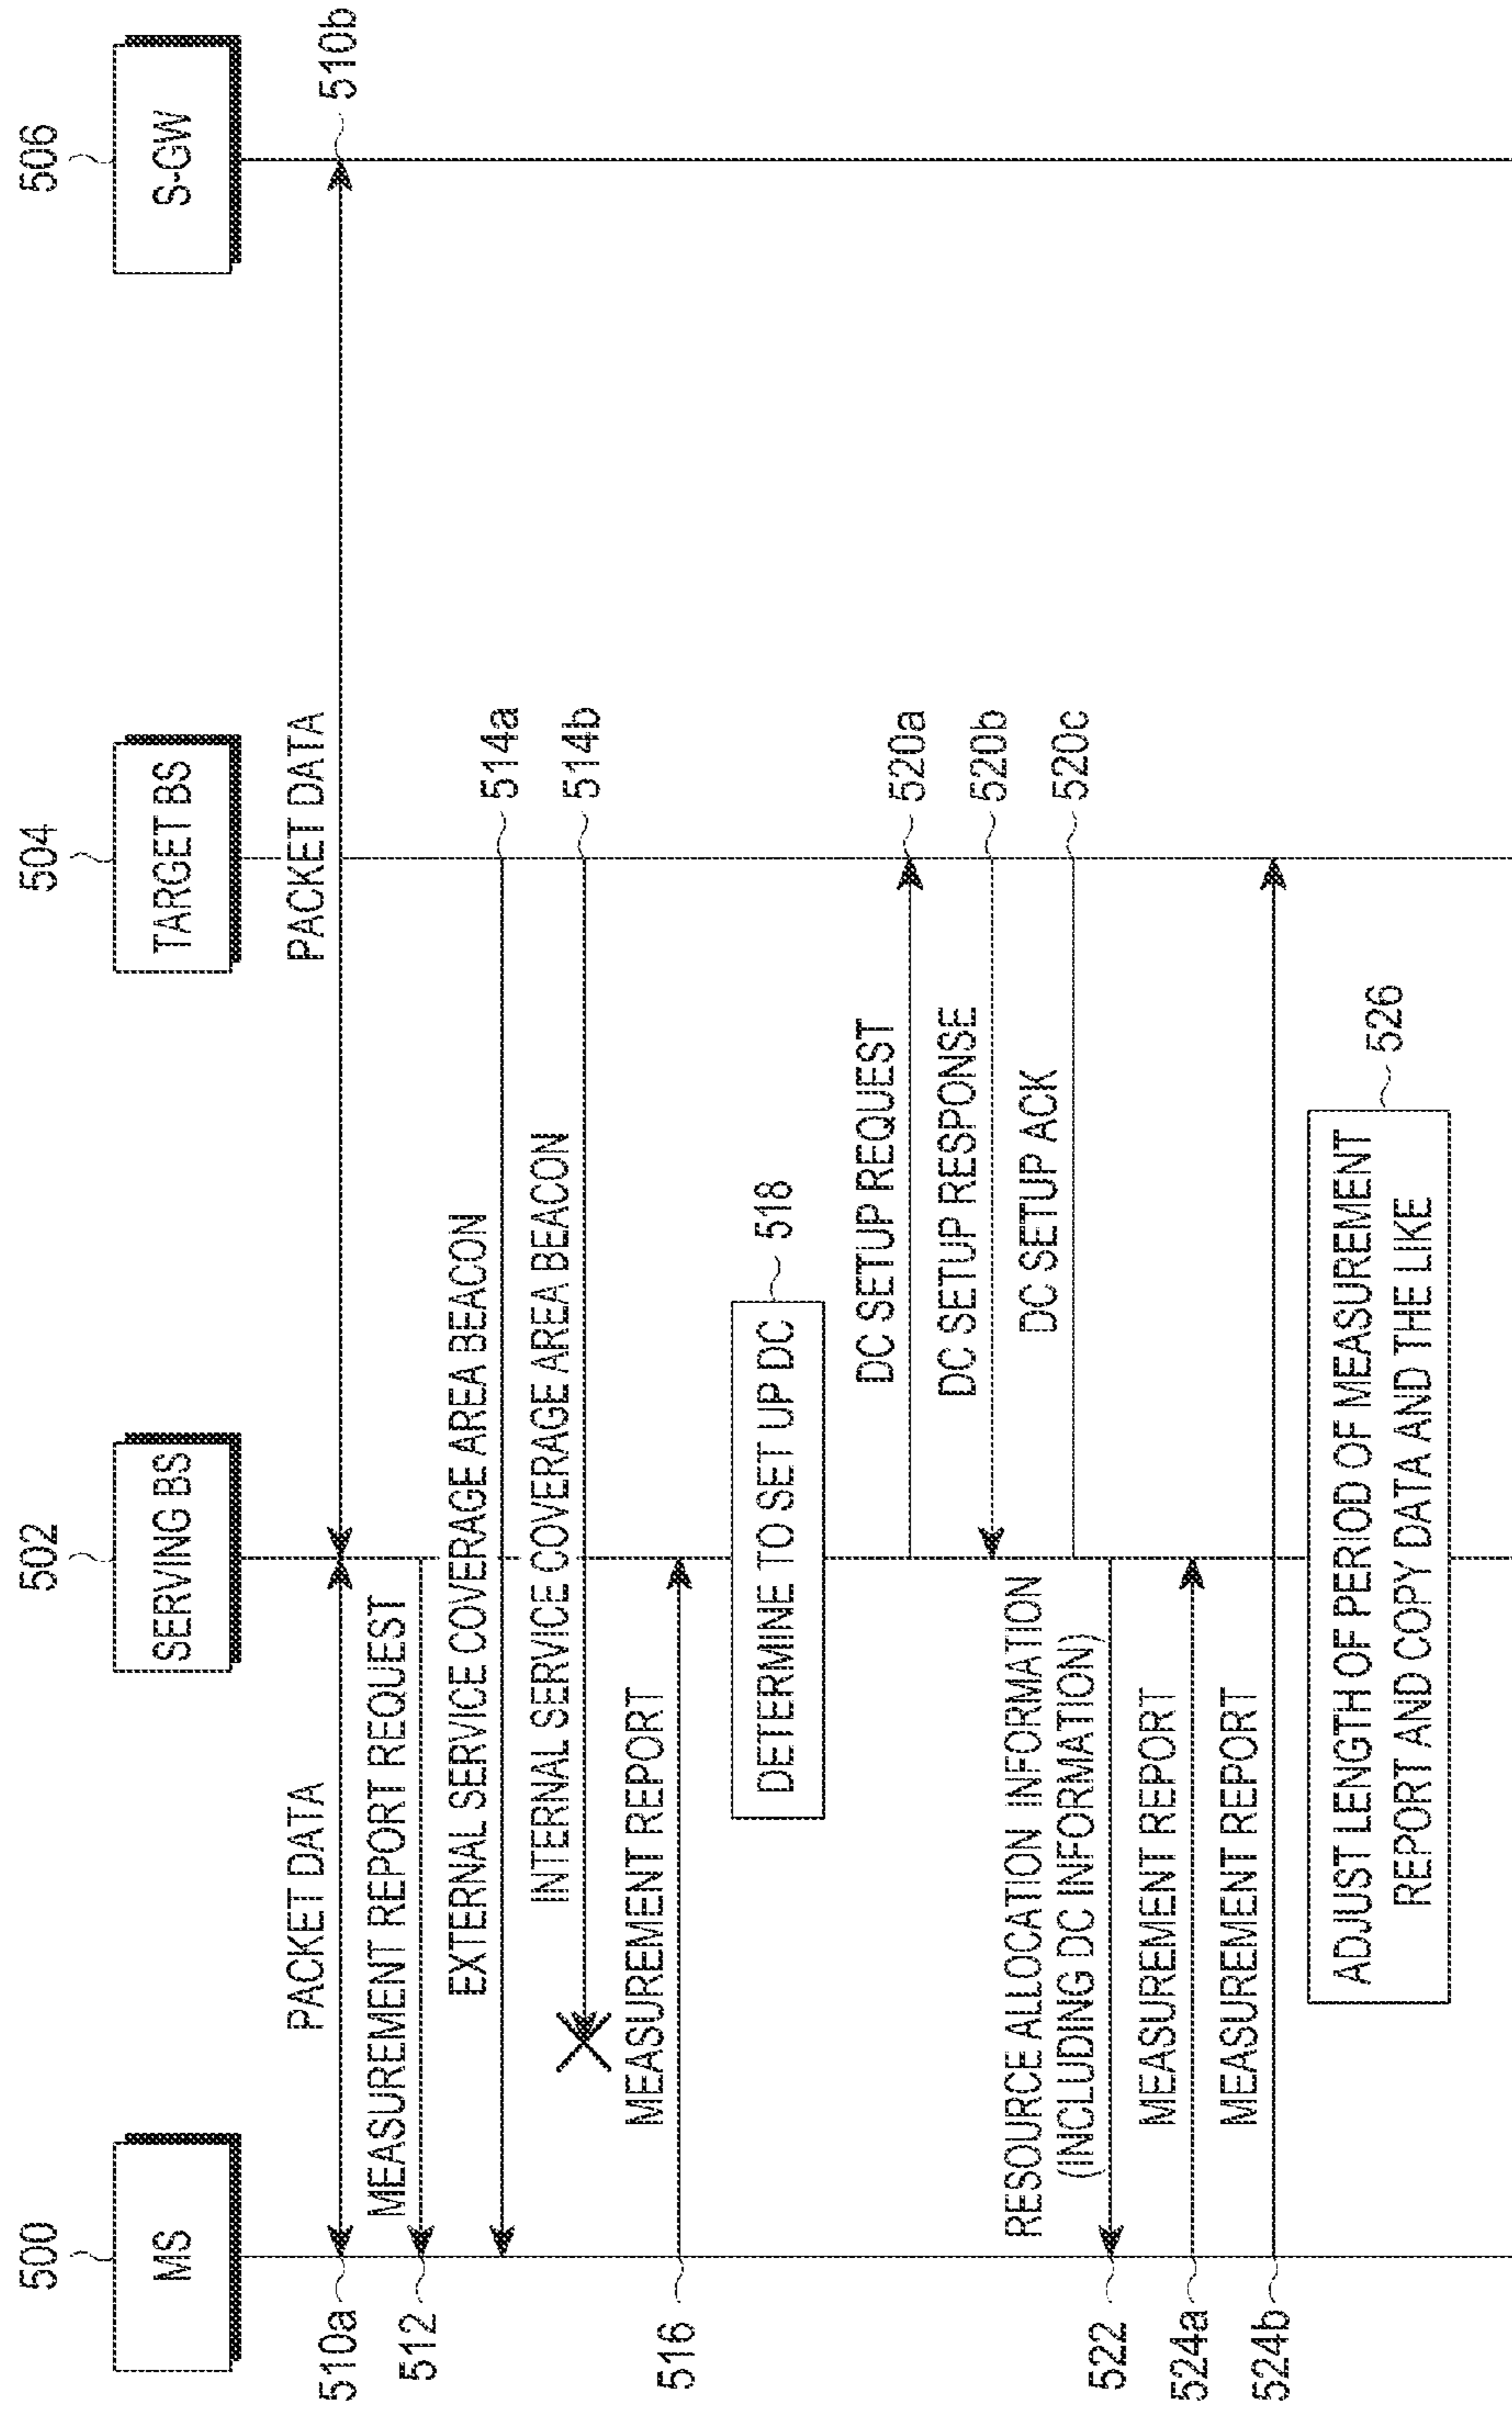 500
502
504
506
MS
SERVING BS
TARGET BS
S-GW
PACKET DATA
PACKET DATA
510a
510b
MEASUREMENT REPORT REQUEST
512
EXTERNAL SERVICE COVERAGE AREA BEACON
514a
INTERNAL SERVICE COVERAGE AREA BEACON
514b
MEASUREMENT REPORT
516
DETERMINE TO SET UP DC
518
DC SETUP REQUEST
520a
DC SETUP RESPONSE
520b
DC SETUP ACK
520c
RESOURCE ALLOCATION INFORMATION
(INCLUDING DC INFORMATION)
522
MEASUREMENT REPORT
524a
MEASUREMENT REPORT
524b
ADJUST LENGTH OF PERIOD OF MEASUREMENT
REPORT AND COPY DATA AND THE LIKE
526